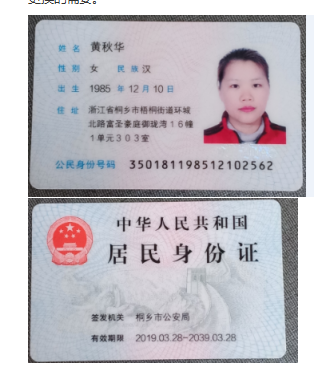 换的需要。
姓名 黄秋华
性别 女 民族 汉
出生 1985 年 12 月 10 日
住址 浙江省桐乡市梧桐街道环城
北路富圣豪庭御珑湾16幢
1单元303室
公民身份号码 350181198512102562
中华人民共和国
居民身份证
签发机关 桐乡市公安局
有效期限 2019.03.28-2039.03.28